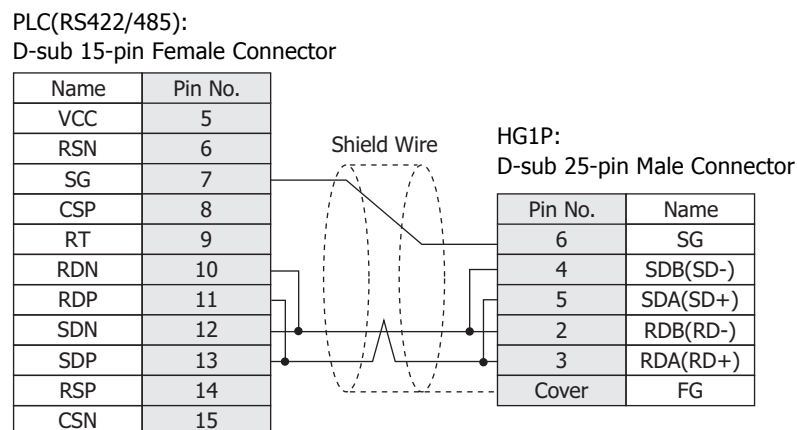 PLC(RS422/485):
D-sub 15-pin Female Connector
Name Pin No.
VCC 5
RSN 6
SG 7
CSP 8
RT 9
RDN 10
RDP 11
SDN 12
SDP 13
RSP 14
CSN 15
Shield Wire
HG1P:
D-sub 25-pin Male Connector
Pin No. Name
6 SG
4 SDB(SD-)
5 SDA(SD+)
2 RDB(RD-)
3 RDA(RD+)
Cover FG